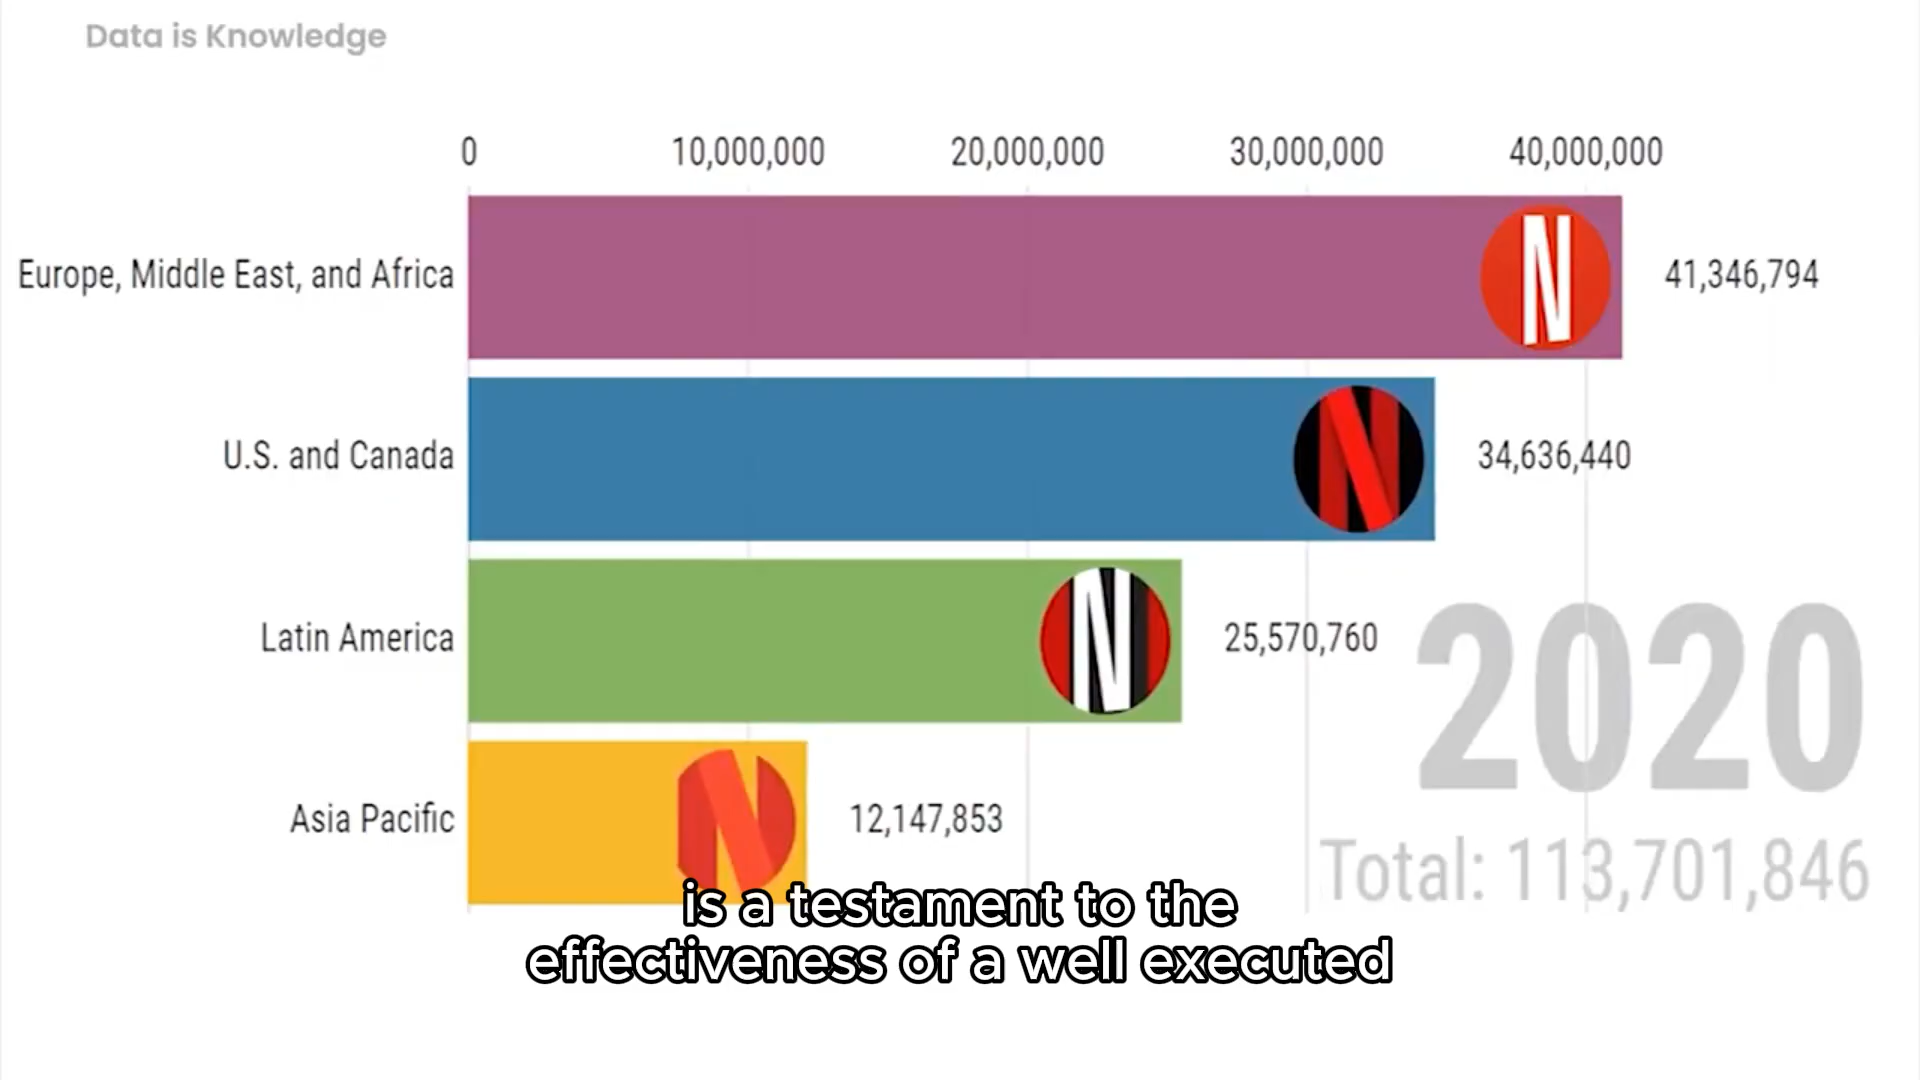 Data is Knowledge
0 10,000,000 20,000,000 30,000,000 40,000,000
Europe, Middle East, and Africa N 41,346,794
U.S. and Canada N 34,636,440
Latin America N 25,570,760
2020
Asia Pacific N 12,147,853
Total: 113,701,846
is a testament to the
effectiveness of a well executed